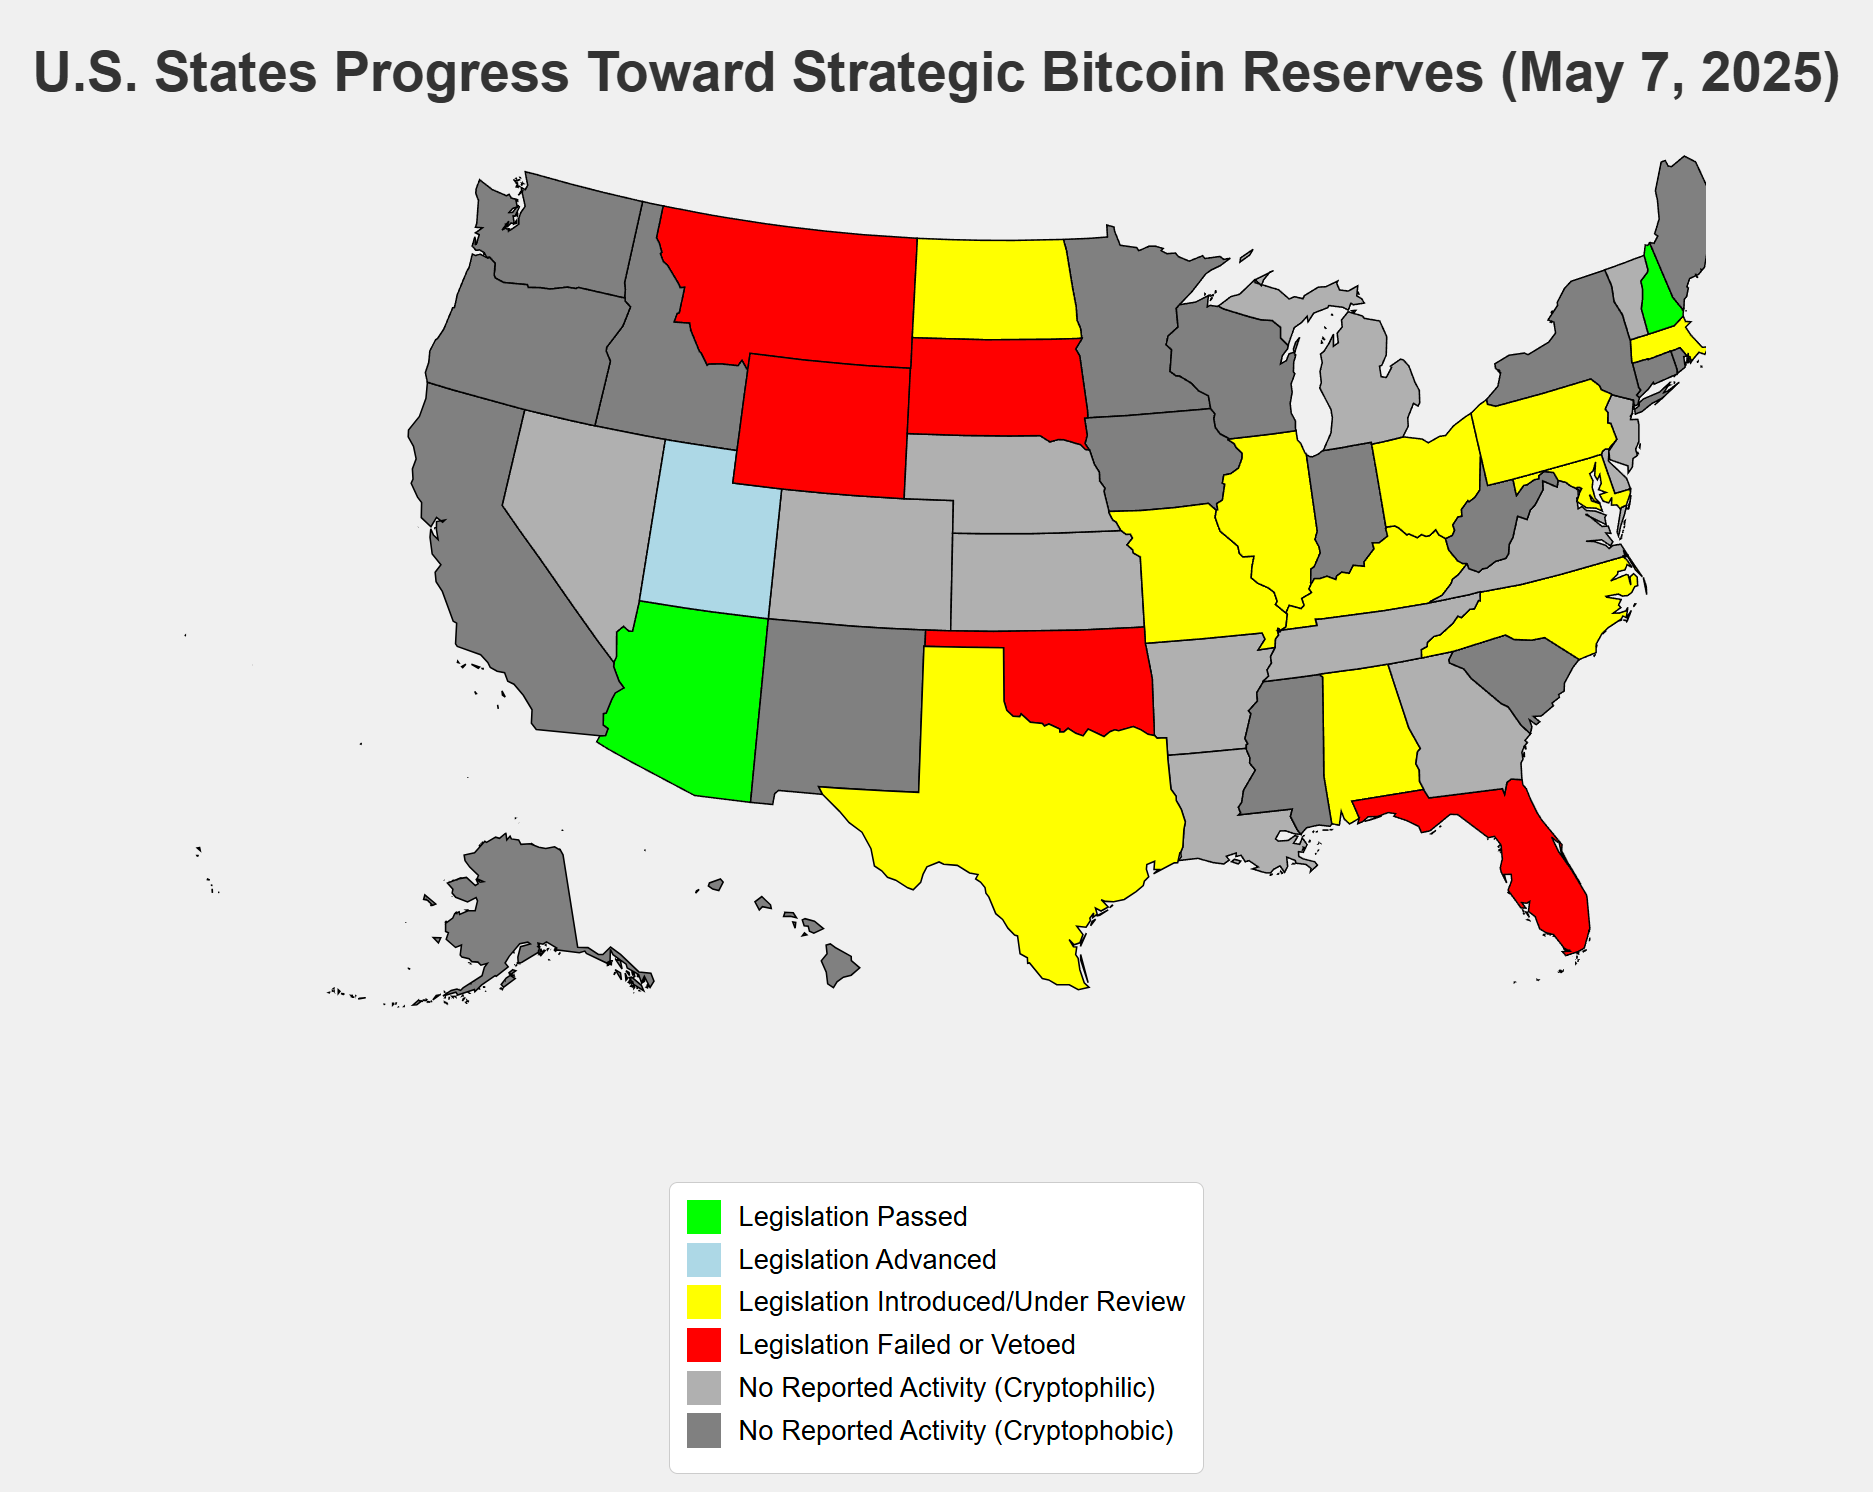 U.S. States Progress Toward Strategic Bitcoin Reserves (May 7, 2025)
Legislation Passed
Legislation Advanced
Legislation Introduced/Under Review
Legislation Failed or Vetoed
No Reported Activity (Cryptophilic)
No Reported Activity (Cryptophobic)